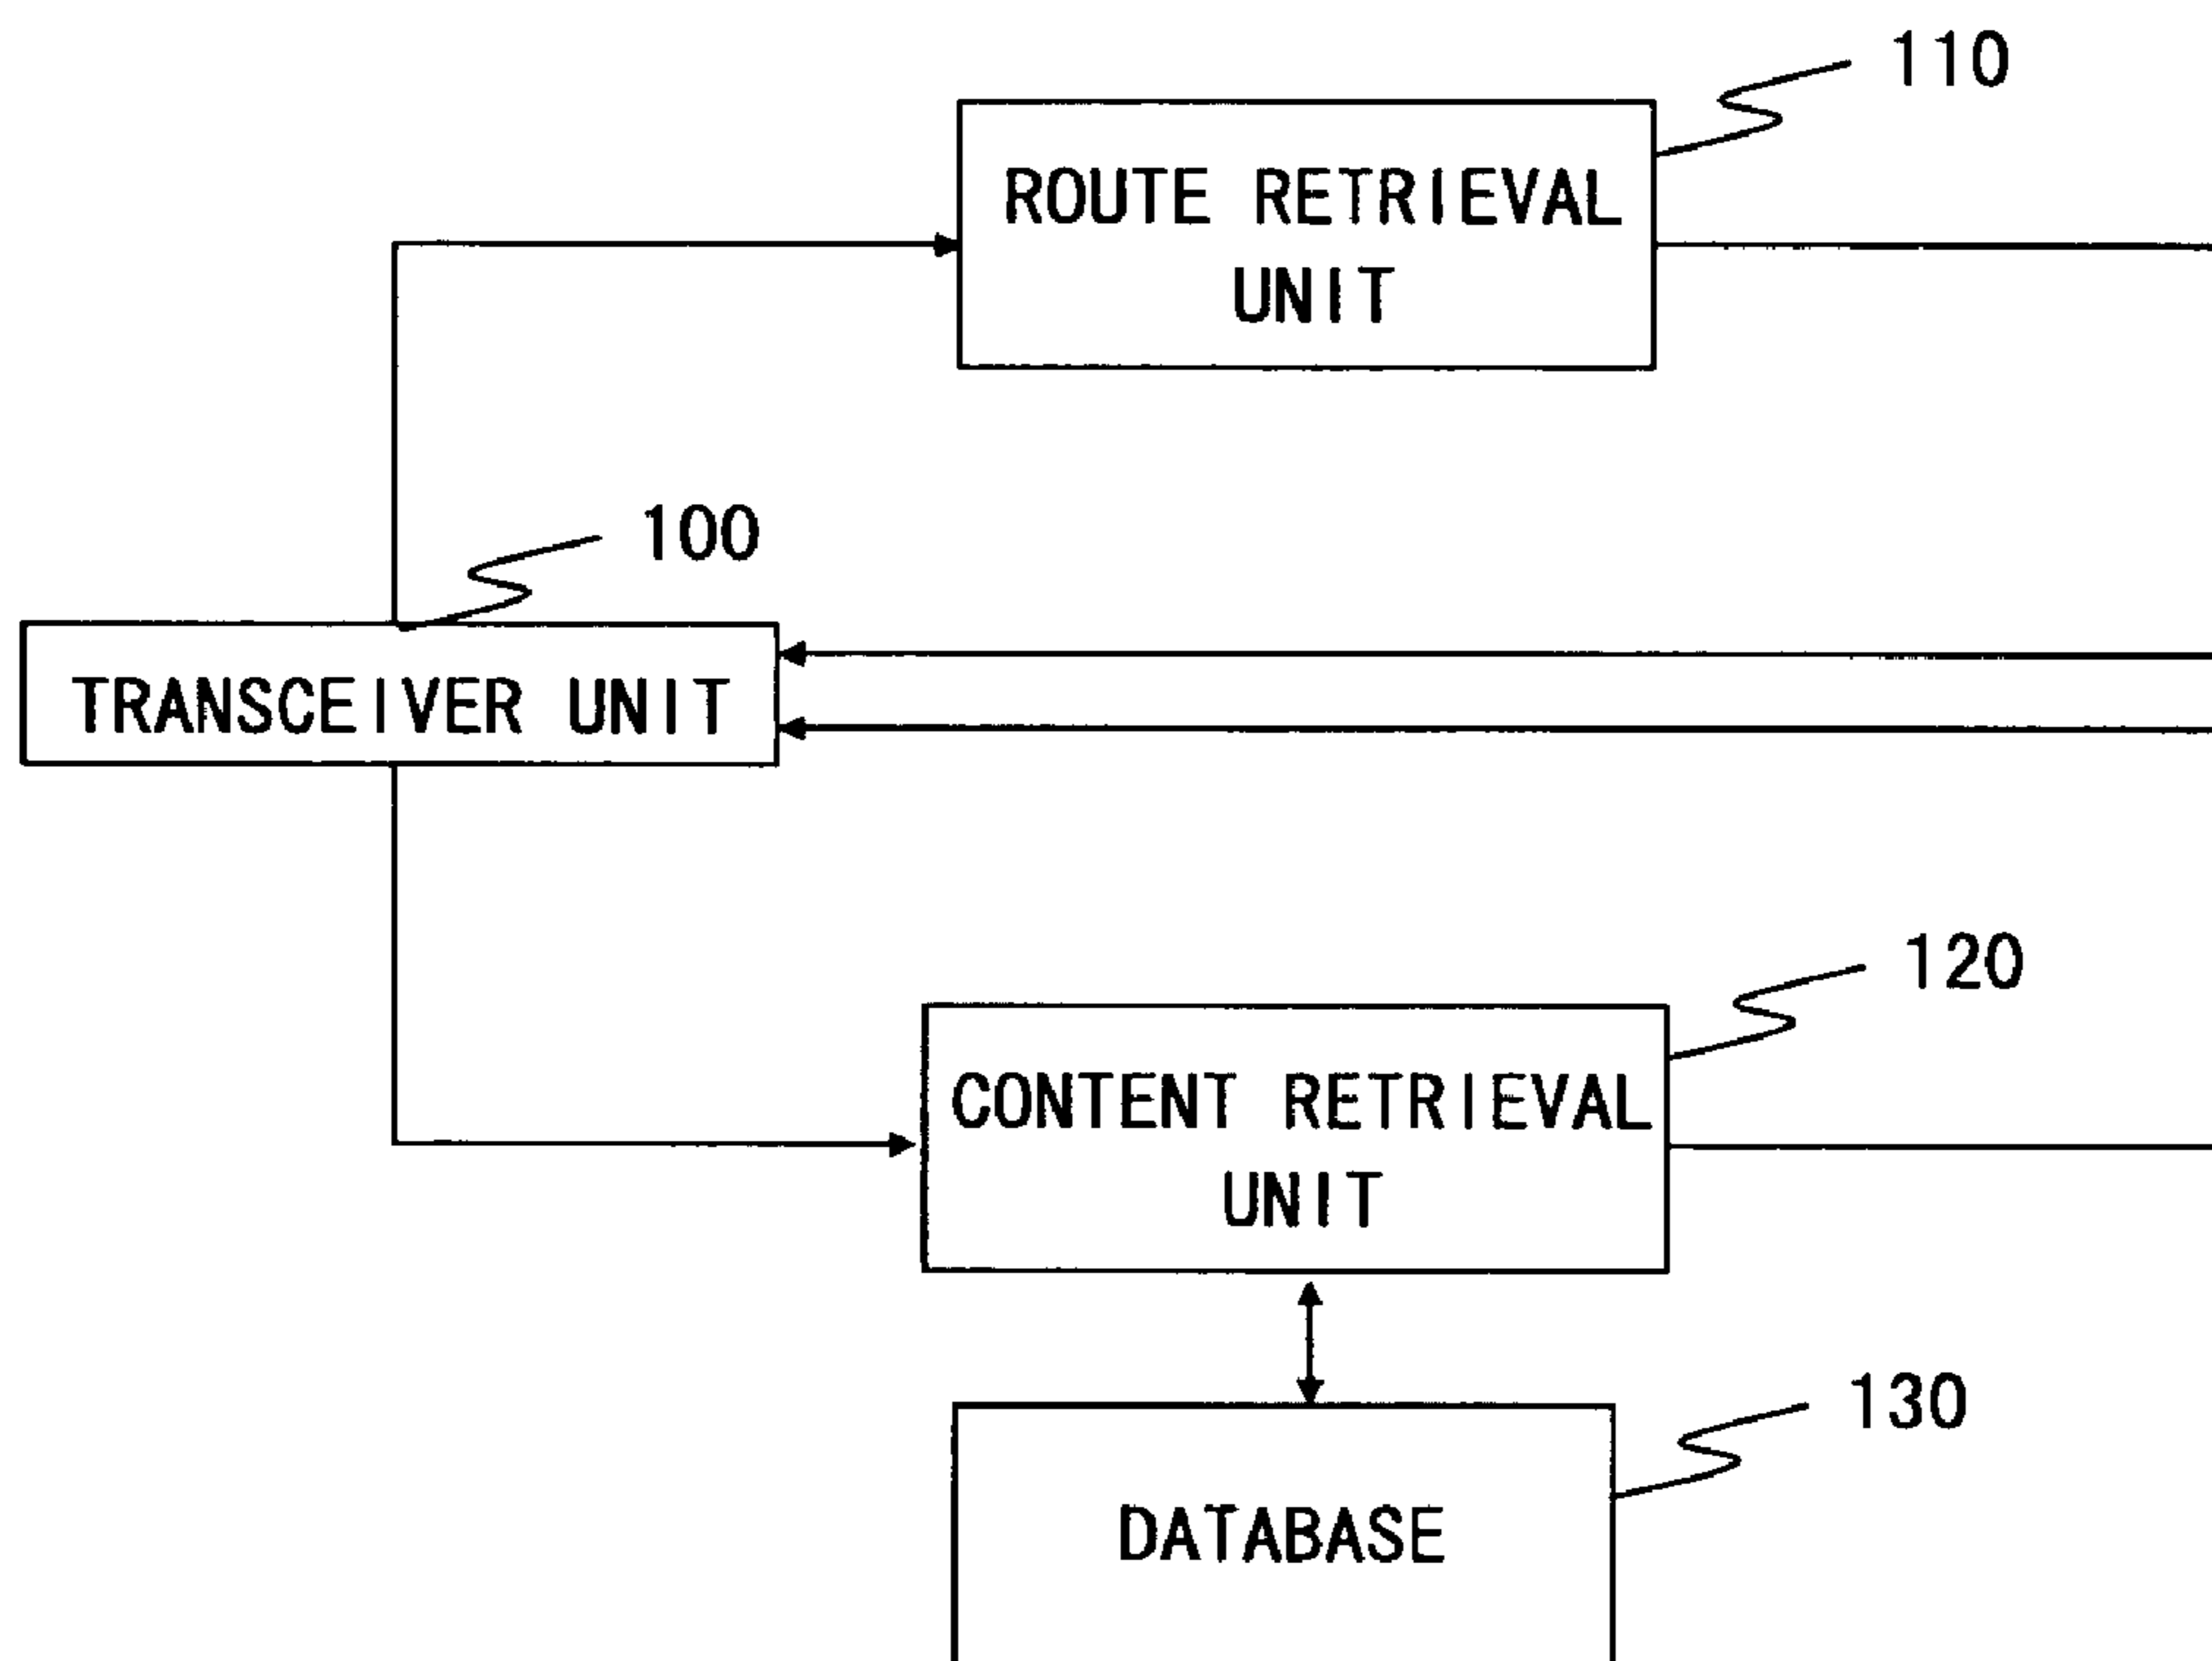 110
ROUTE RETRIEVAL
UNIT
100
TRANSCEIVER UNIT
120
CONTENT RETRIEVAL
UNIT
130
DATABASE